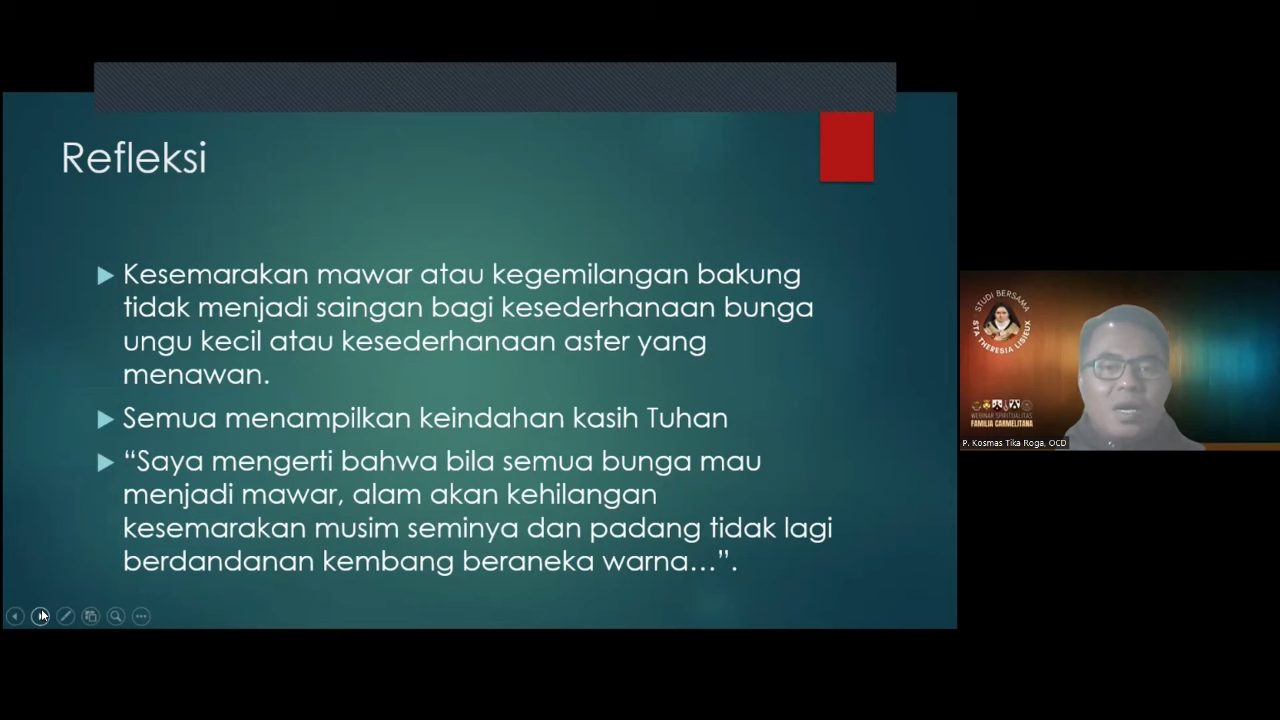 Refleksi
Kesemarakan mawar atau kegemilangan bakung
tidak menjadi saingan bagi kesederhanaan bunga
ungu kecil atau kesederhanaan aster yang
menawan.
Semua menampilkan keindahan kasih Tuhan
“Saya mengerti bahwa bila semua bunga mau
menjadi mawar, alam akan kehilangan
kesemarakan musim seminya dan padang tidak lagi
berdandanan kembang beraneka warna…”.
STUDI BERSAMA
STA THERESIA LISIEUX
WEBINAR SPIRITUALITAS
FAMILIA CARMELITANA
P. Kosmas Tika Roga, OCD